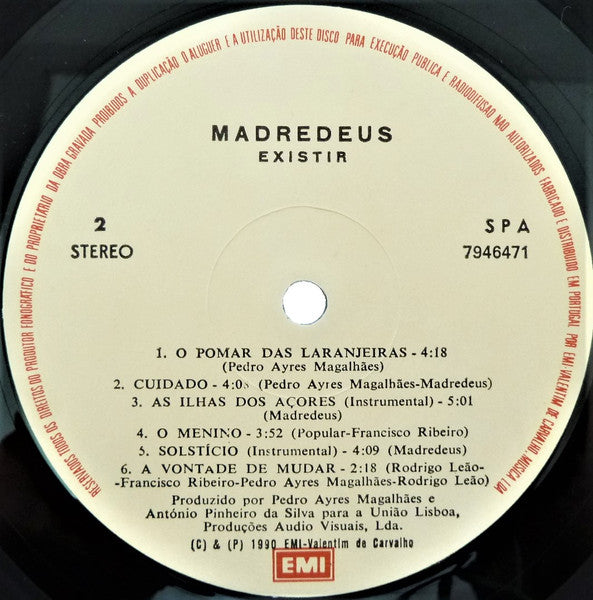 RESERVADOS TODOS OS DIREITOS DO PRODUTOR FONOGRÁFICO E DO PROPRIETÁRIO DA OBRA GRAVADA PROIBIDOS A DUPLICAÇÃO O ALUGUER E A UTILIZAÇÃO DESTE DISCO PARA EXECUÇÃO PUBLICA E RADIODIFUSÃO NÃO AUTORIZADOS FABRICADO E DISTRIBUIDO EM PORTUGAL POR EMI-VALENTIM DE CARVALHO, MUSICA LDA
MADREDEUS
EXISTIR
2
STEREO
SPA
7946471
1. O POMAR DAS LARANJEIRAS - 4:18
(Pedro Ayres Magalhães)
2. CUIDADO - (Pedro Ayres Magalhães-Madredeus)
3. AS ILHAS DOS AÇORES (Instrumental) - 5:01
(Madredeus)
4. O MENINO - 3:52 (Popular-Francisco Ribeiro)
5. SOLSTÍCIO (Instrumental) - 4:09 (Madredeus)
6. A VONTADE DE MUDAR - 2:18 (Rodrigo Leão-
-Francisco Ribeiro-Pedro Ayres Magalhães-Rodrigo Leão)
Produzido por Pedro Ayres Magalhães e
António Pinheiro da Silva para a União Lisboa,
Produções Audio Visuais, Lda.
(C) & (P) 1990 EMI-Valentim de Carvalho
EMI